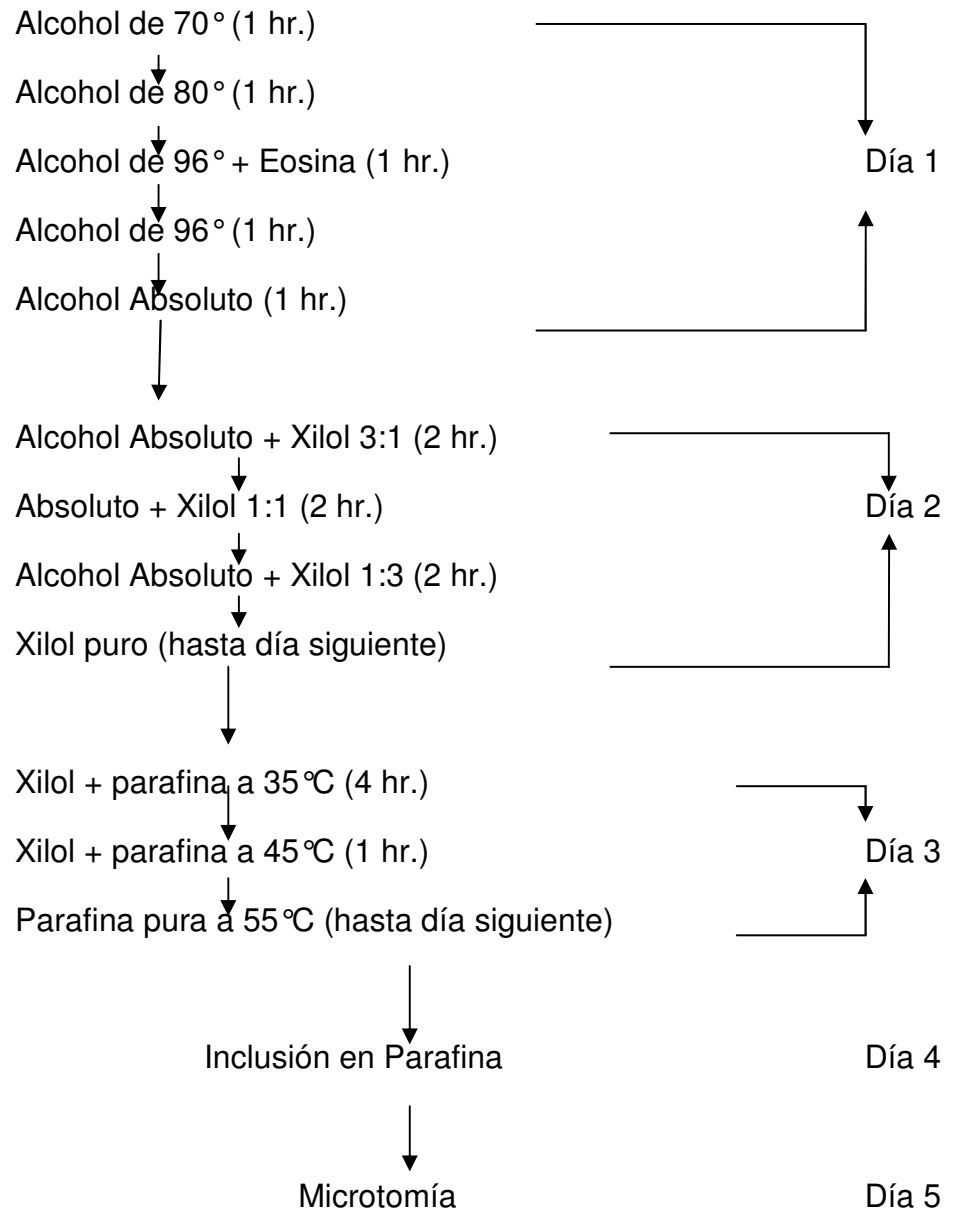 Alcohol de 70° (1 hr.)
Alcohol de 80° (1 hr.)
Alcohol de 96° + Eosina (1 hr.) Día 1
Alcohol de 96° (1 hr.)
Alcohol Absoluto (1 hr.)
Alcohol Absoluto + Xilol 3:1 (2 hr.)
Absoluto + Xilol 1:1 (2 hr.) Día 2
Alcohol Absoluto + Xilol 1:3 (2 hr.)
Xilol puro (hasta día siguiente)
Xilol + parafina a 35°C (4 hr.)
Xilol + parafina a 45°C (1 hr.) Día 3
Parafina pura a 55°C (hasta día siguiente)
Inclusión en Parafina Día 4
Microtomía Día 5